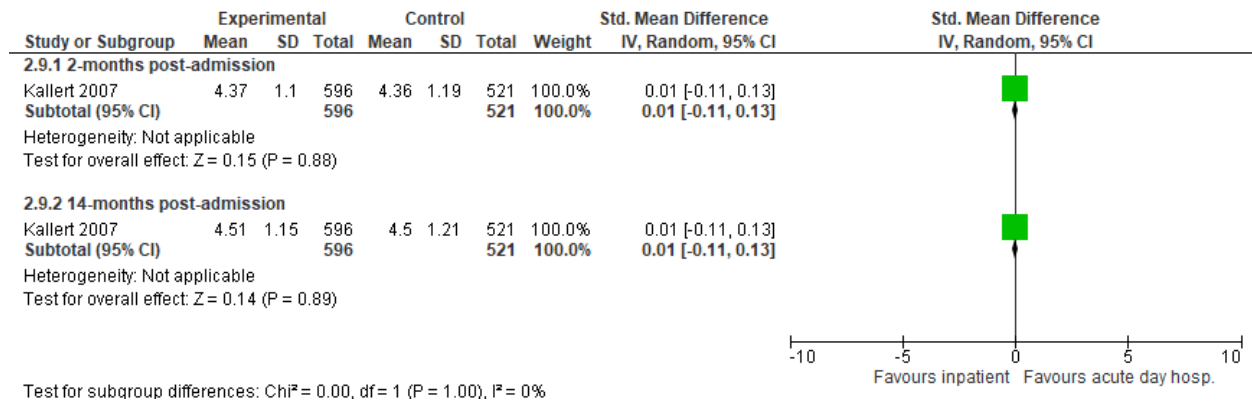 Experimental Control Std. Mean Difference Std. Mean Difference
Study or Subgroup Mean SD Total Mean SD Total Weight IV, Random, 95% CI IV, Random, 95% CI
2.9.1 2-months post-admission
Kallert 2007 4.37 1.1 596 4.36 1.19 521 100.0% 0.01 [-0.11, 0.13]
Subtotal (95% CI) 596 521 100.0% 0.01 [-0.11, 0.13]
Heterogeneity: Not applicable
Test for overall effect: Z = 0.15 (P = 0.88)
2.9.2 14-months post-admission
Kallert 2007 4.51 1.15 596 4.5 1.21 521 100.0% 0.01 [-0.11, 0.13]
Subtotal (95% CI) 596 521 100.0% 0.01 [-0.11, 0.13]
Heterogeneity: Not applicable
Test for overall effect: Z = 0.14 (P = 0.89)
-10 -5 0 5 10
Favours inpatient Favours acute day hosp.
Test for subgroup differences: Chi² = 0.00, df = 1 (P = 1.00), I² = 0%